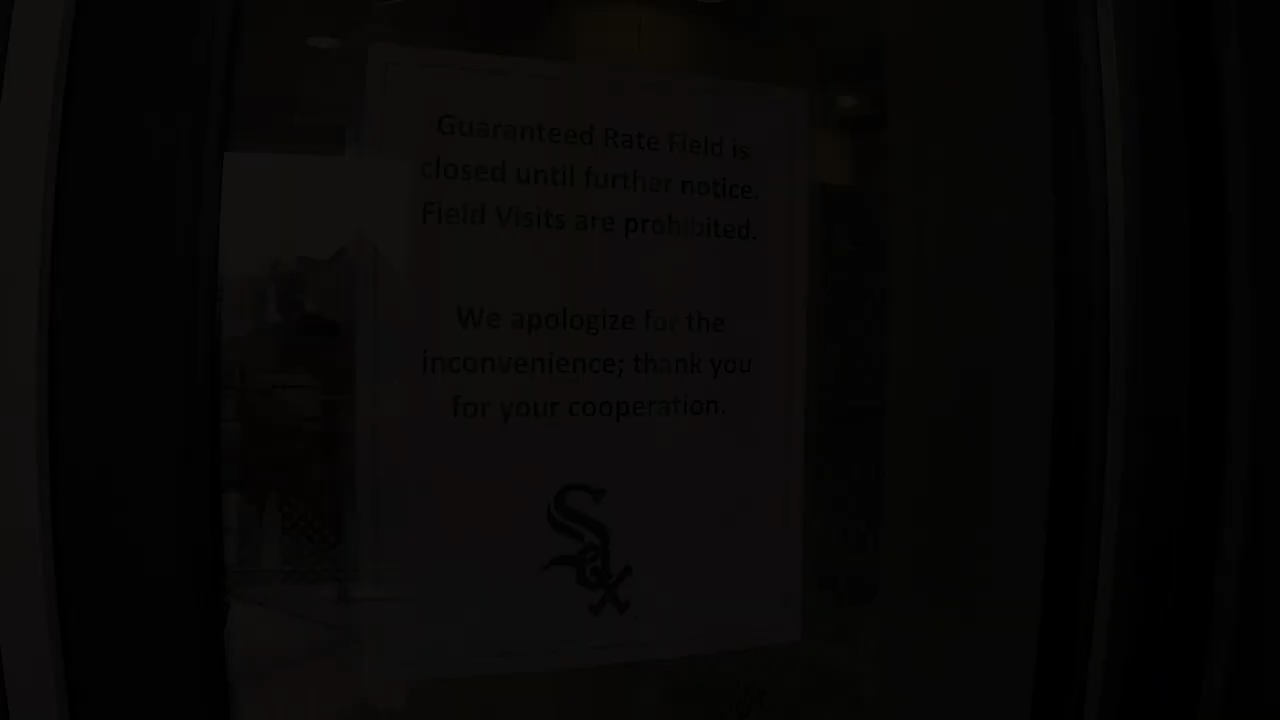 Guaranteed Rate Field is
closed until further notice.
Field Visits are prohibited.
We apologize for the
inconvenience; thank you
for your cooperation.
Sox